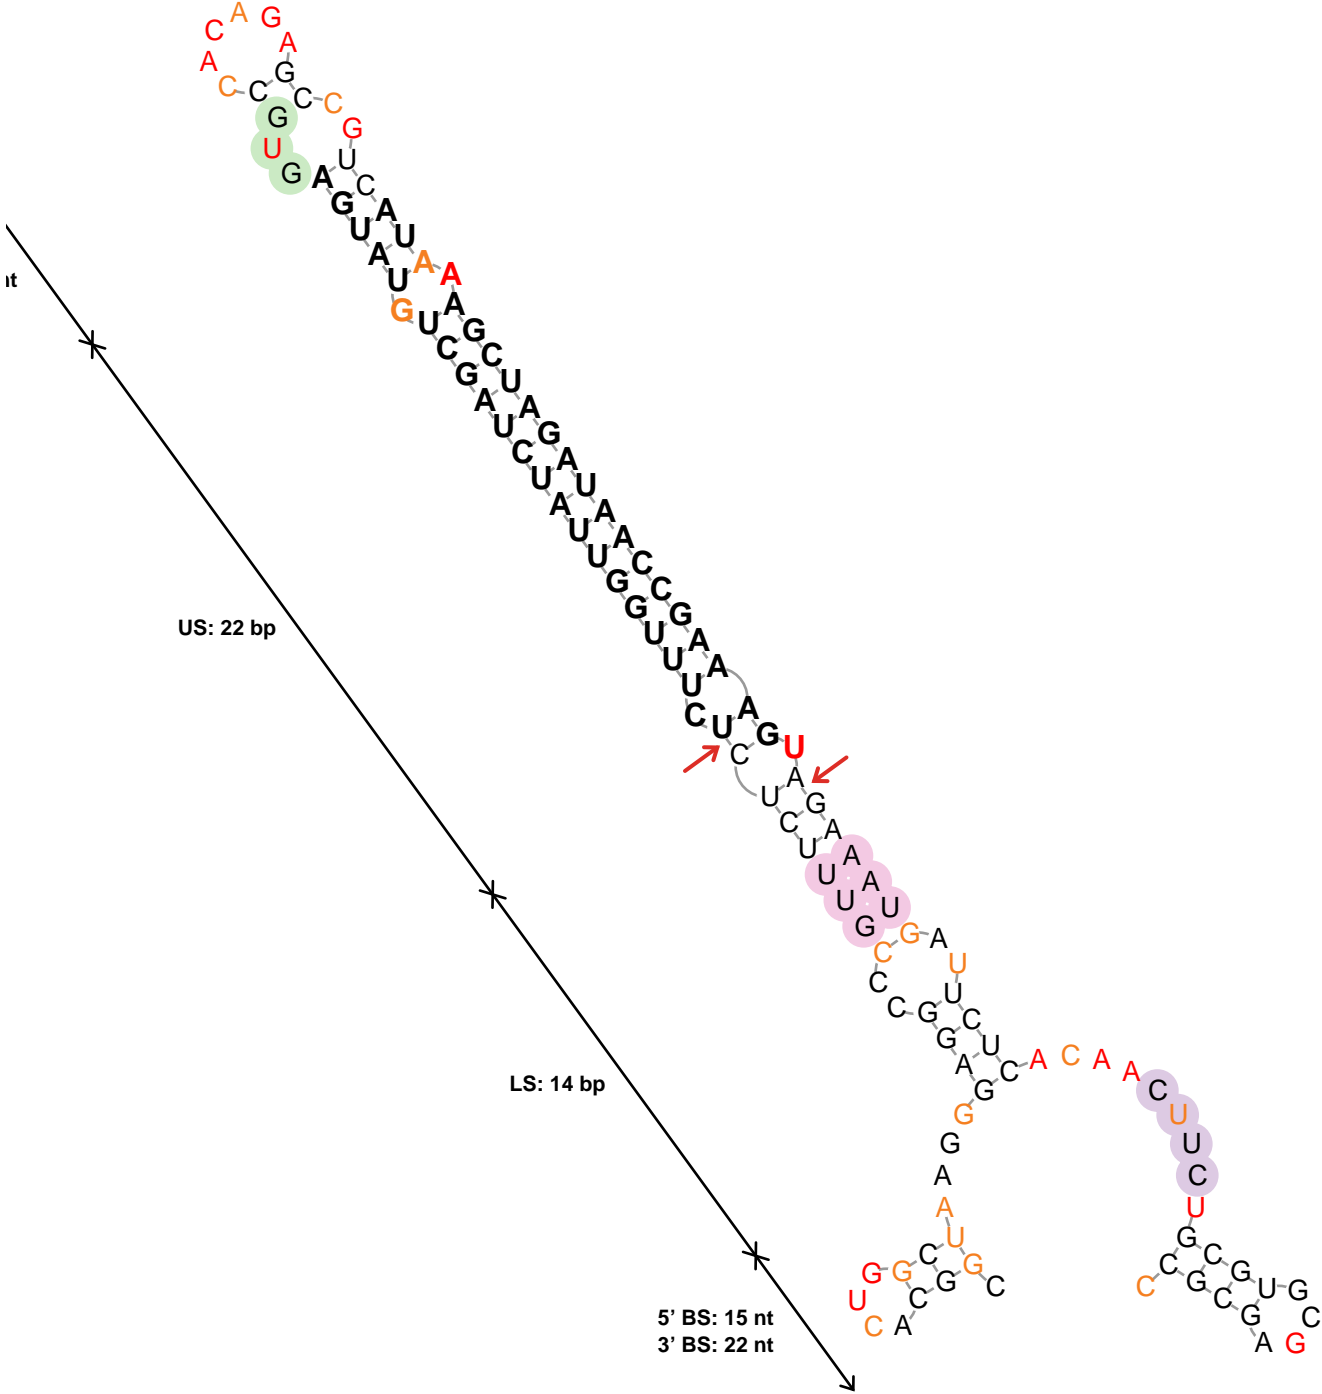 C A C A G A
C G U G A G U A U G U C G A U C U A U U G G U U U C U C U C U U U G C C C G G A G G G A A
G C C G U C A U A A A G C U A G A U A A C C G A A A G U A G A A A U G A U U C U C A C A A C U U C U
US: 22 bp
LS: 14 bp
U G C
C G G U C A C G
G C G U G C G A G C G C C
5’ BS: 15 nt
3’ BS: 22 nt